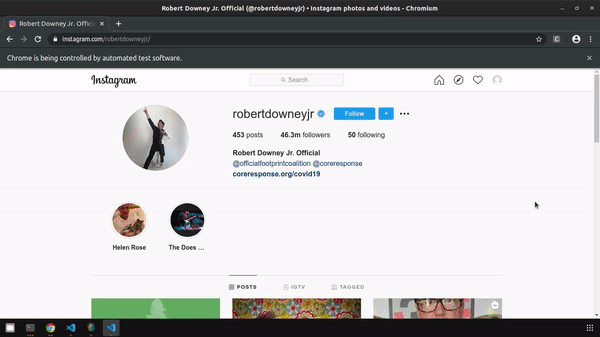 Robert Downey Jr. Official (@robertdowneyjr) • Instagram photos and videos - Chromium
Robert Downey Jr. Offici
instagram.com/robertdowneyjr/
Chrome is being controlled by automated test software.
Instagram
Search
robertdowneyjr
Follow
453 posts 46.3m followers 50 following
Robert Downey Jr. Official
@officialfootprintcoalition @coreresponse
coreresponse.org/covid19
Helen Rose The Does ...
POSTS IGTV TAGGED